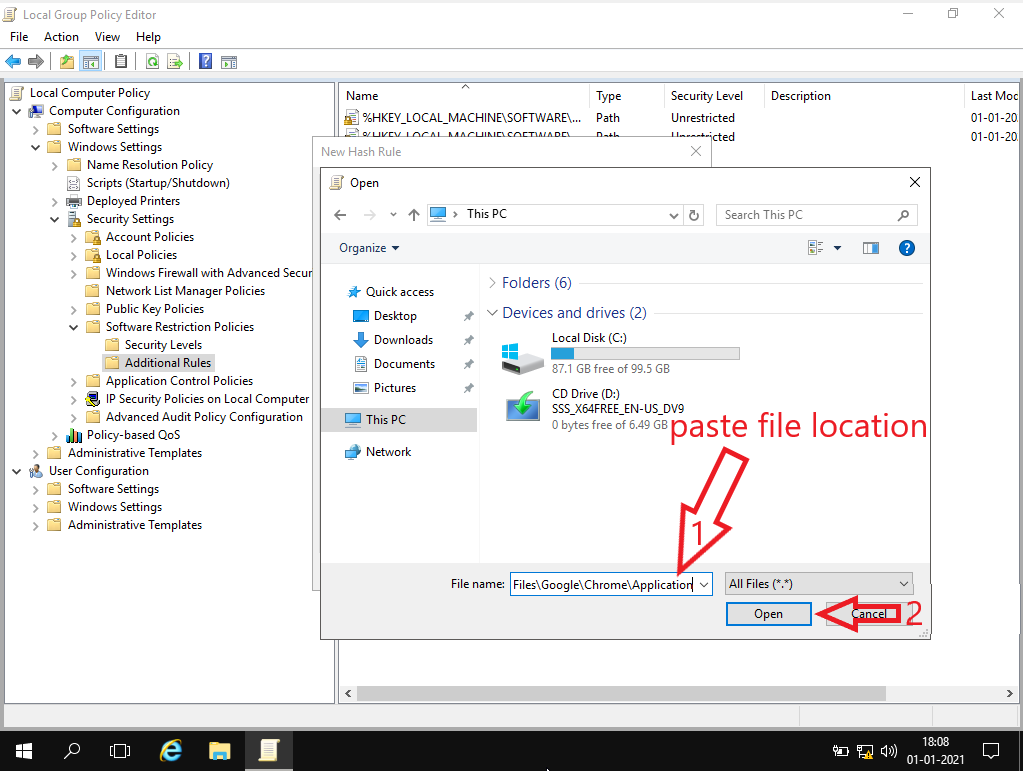 Local Group Policy Editor
File Action View Help
Local Computer Policy
Computer Configuration
Software Settings
Windows Settings
Name Resolution Policy
Scripts (Startup/Shutdown)
Deployed Printers
Security Settings
Account Policies
Local Policies
Windows Firewall with Advanced Secur
Network List Manager Policies
Public Key Policies
Software Restriction Policies
Security Levels
Additional Rules
Application Control Policies
IP Security Policies on Local Computer
Advanced Audit Policy Configuration
Policy-based QoS
Administrative Templates
User Configuration
Software Settings
Windows Settings
Administrative Templates
Name Type Security Level Description Last Mod
%HKEY_LOCAL_MACHINE\SOFTWARE\... Path Unrestricted 01-01-20
%HKEY_LOCAL_MACHINE\SOFTWARE\... Path Unrestricted 01-01-20
New Hash Rule
Open
This PC
Search This PC
Organize
Quick access
Desktop
Downloads
Documents
Pictures
This PC
Network
Folders (6)
Devices and drives (2)
Local Disk (C:)
87.1 GB free of 99.5 GB
CD Drive (D:)
SSS_X64FREE_EN-US_DV9
0 bytes free of 6.49 GB
paste file location
1
File name: Files\Google\Chrome\Application All Files (*.*)
Open Cancel 2
18:08
01-01-2021